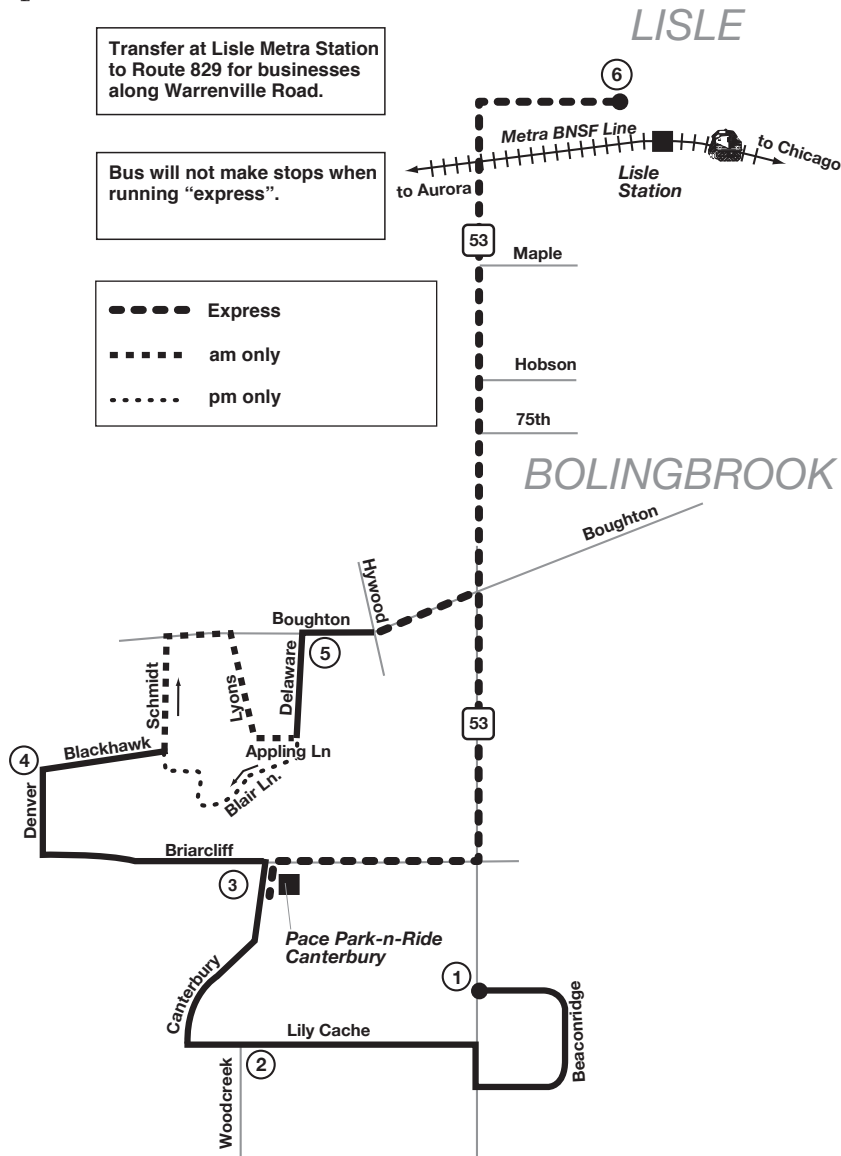 LISLE
Transfer at Lisle Metra Station
to Route 829 for businesses
along Warrenville Road.
6
Metra BNSF Line
to Chicago
Bus will not make stops when
running “express”.
to Aurora
Lisle
Station
53
Maple
Express
am only
pm only
Hobson
75th
BOLINGBROOK
Boughton
Hywood
Boughton
5
Schmidt
Lyons
Delaware
53
Blackhawk
Appling Ln
4
Blair Ln.
Denver
Briarcliff
3
Pace Park-n-Ride
Canterbury
1
Canterbury
Beaconridge
Lily Cache
2
Woodcreek